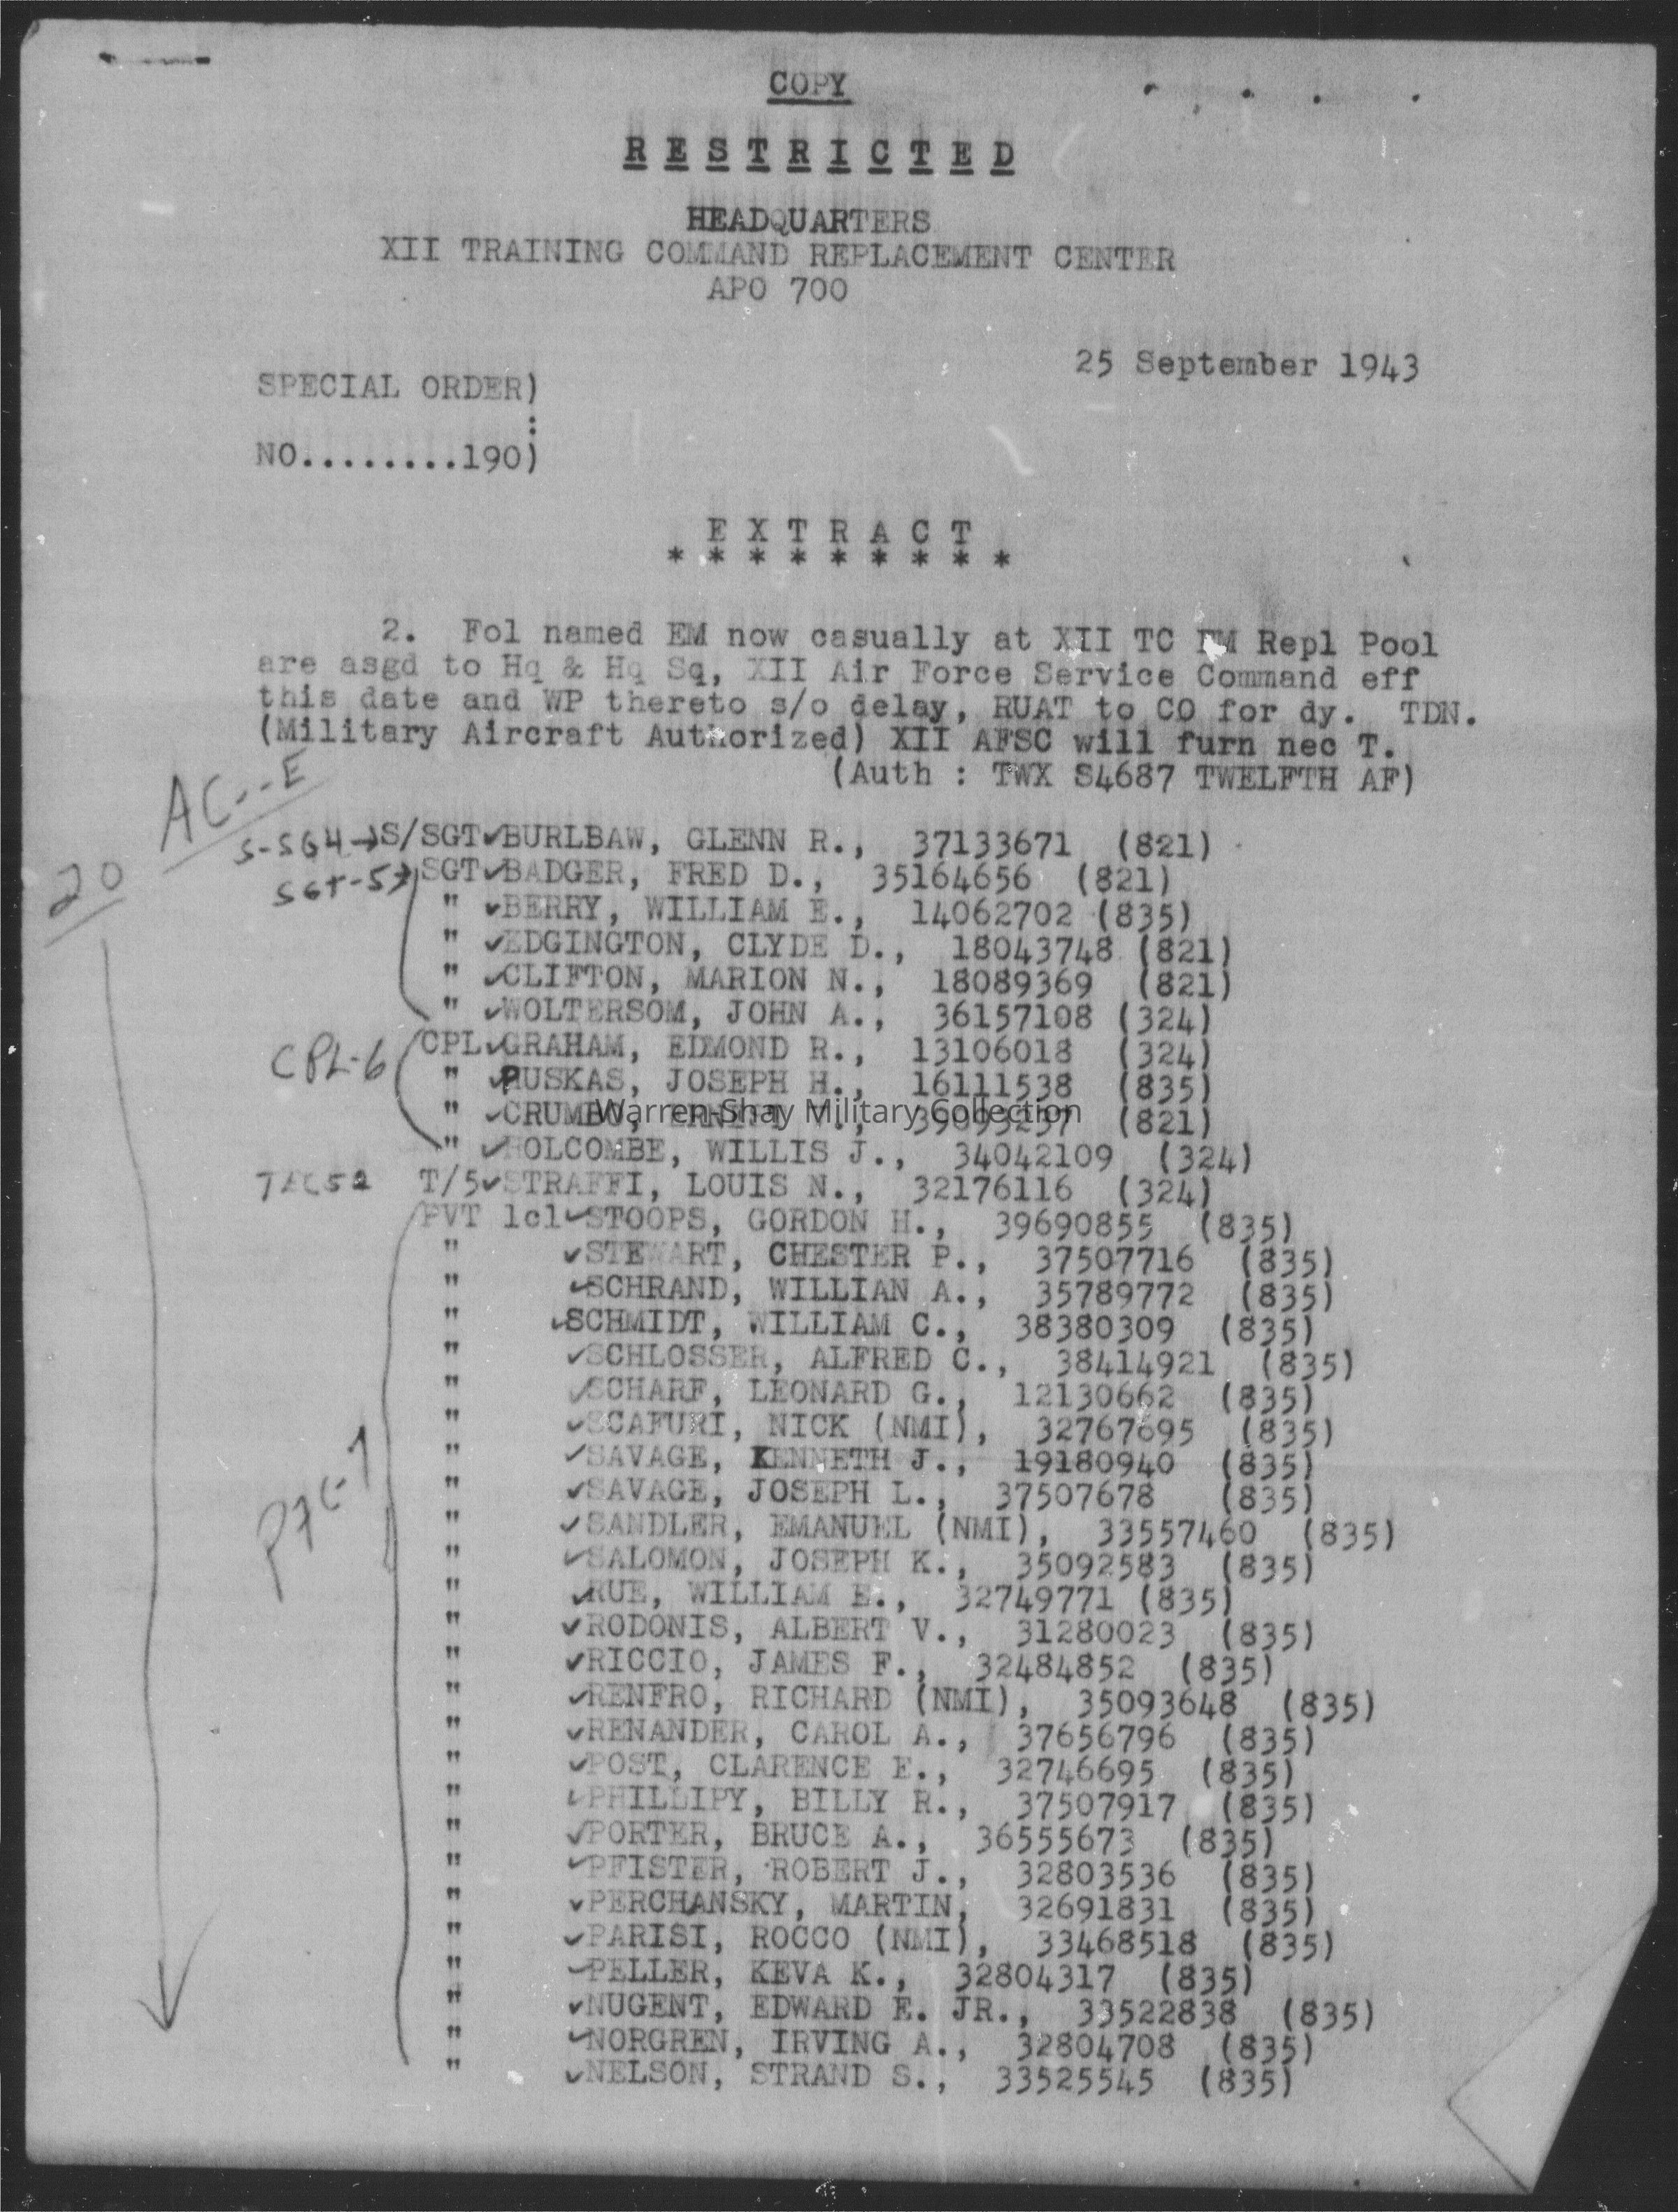 COPY
RESTRICTED
HEADQUARTERS
XII TRAINING COMMAND REPLACEMENT CENTER
APO 700
25 September 1943
SPECIAL ORDER)
:
NO........190)
EXTRACT
* * * * * * * * *
2. Fol named EM now casually at XII TC EM Repl Pool
are asgd to Hq & Hq Sq, XII Air Force Service Command eff
this date and WP thereto s/o delay, RUAT to CO for dy. TDN.
(Military Aircraft Authorized) XII AFSC will furn nec T.
(Auth : TWX S4687 TWELFTH AF)
AC--E
20
S/SGT BURLBAW, GLENN R., 37133671 (821)
SGT-5 SGT BADGER, FRED D., 35164656 (821)
" BERRY, WILLIAM E., 14062702 (835)
" EDGINGTON, CLYDE D., 18043748 (821)
" CLIFTON, MARION N., 18089369 (821)
" WOLTERSOM, JOHN A., 36157108 (324)
CPL GRAHAM, EDMOND R., 13106018 (324)
CPL-6 " PUSKAS, JOSEPH H., 16111538 (835)
" CRUMBO, (821)
Warren-Shay Military Collection
" HOLCOMBE, WILLIS J., 34042109 (324)
T/5 STRAFFI, LOUIS N., 32176116 (324)
PVT 1cl STOOPS, GORDON H., 39690855 (835)
" STEWART, CHESTER P., 37507716 (835)
" SCHRAND, WILLIAN A., 35789772 (835)
" SCHMIDT, WILLIAM C., 38380309 (835)
" SCHLOSSER, ALFRED C., 38414921 (835)
" SCHARF, LEONARD G., 12130662 (835)
" SCAFURI, NICK (NMI), 32767695 (835)
" SAVAGE, KENNETH J., 19180940 (835)
" SAVAGE, JOSEPH L., 37507678 (835)
" SANDLER, EMANUEL (NMI), 33557460 (835)
" SALOMON, JOSEPH K., 35092583 (835)
" RUE, WILLIAM E., 32749771 (835)
" RODONIS, ALBERT V., 31280023 (835)
" RICCIO, JAMES F., 32484852 (835)
" RENFRO, RICHARD (NMI), 35093648 (835)
" RENANDER, CAROL A., 37656796 (835)
" POST, CLARENCE E., 32746695 (835)
" PHILLIPY, BILLY R., 37507917 (835)
" PORTER, BRUCE A., 36555673 (835)
" PFISTER, ROBERT J., 32803536 (835)
" PERCHANSKY, MARTIN, 32691831 (835)
" PARISI, ROCCO (NMI), 33468518 (835)
" PELLER, KEVA K., 32804317 (835)
" NUGENT, EDWARD E. JR., 33522838 (835)
" NORGREN, IRVING A., 32804708 (835)
" NELSON, STRAND S., 33525545 (835)